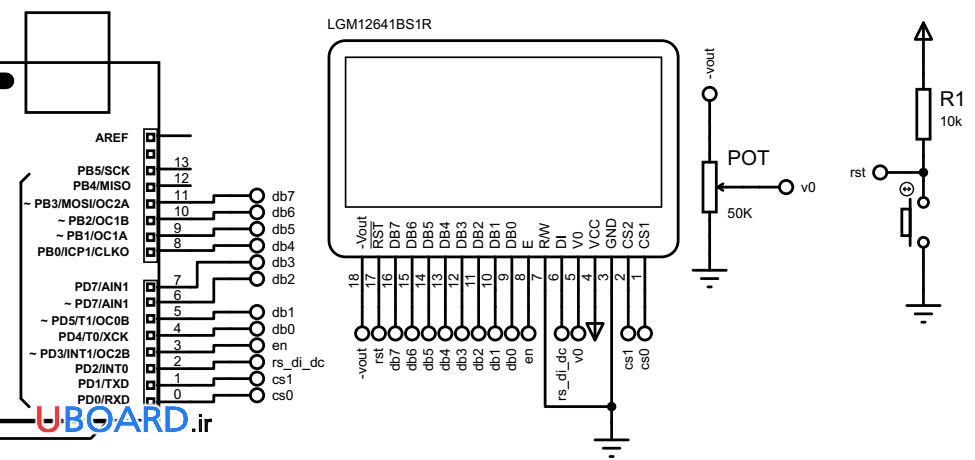 LGM12641BS1R
AREF
PB5/SCK 13
PB4/MISO 12
~ PB3/MOSI/OC2A 11 db7
~ PB2/OC1B 10 db6
~ PB1/OC1A 9 db5
PB0/ICP1/CLKO 8 db4
db3
PD7/AIN1 7 db2
~ PD7/AIN1 6
~ PD5/T1/OC0B 5 db1
PD4/T0/XCK 4 db0
~ PD3/INT1/OC2B 3 en
PD2/INT0 2 rs_di_dc
PD1/TXD 1 cs1
PD0/RXD 0 cs0
-Vout RST DB7 DB6 DB5 DB4 DB3 DB2 DB1 DB0 E R/W DI V0 VCC GND CS2 CS1
18 17 16 15 14 13 12 11 10 9 8 7 6 5 4 3 2 1
-vout rst db7 db6 db5 db4 db3 db2 db1 db0 en rs_di_dc v0 cs1 cs0
-vout
POT
v0
50K
R1
10k
rst
UBOARD.ir